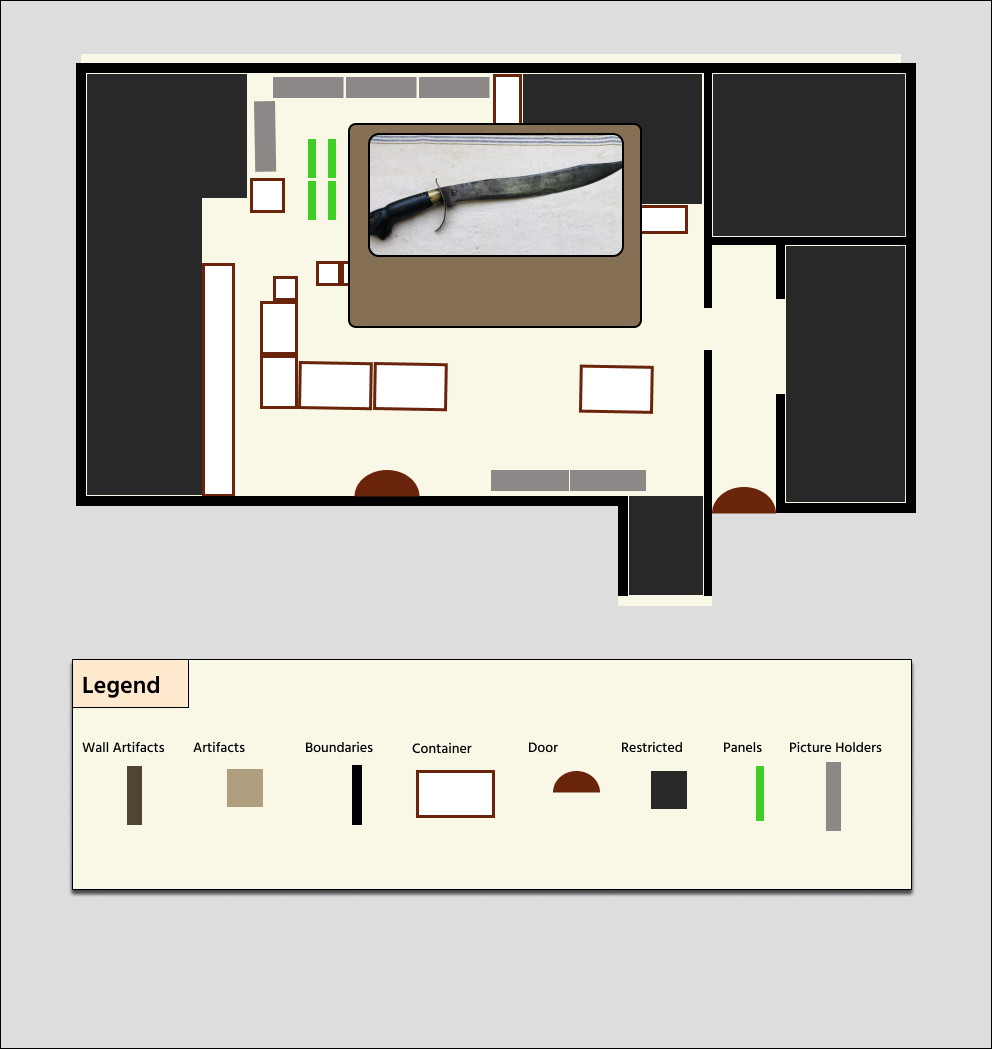 Legend
Wall Artifacts
Artifacts
Boundaries
Container
Door
Restricted
Panels
Picture Holders